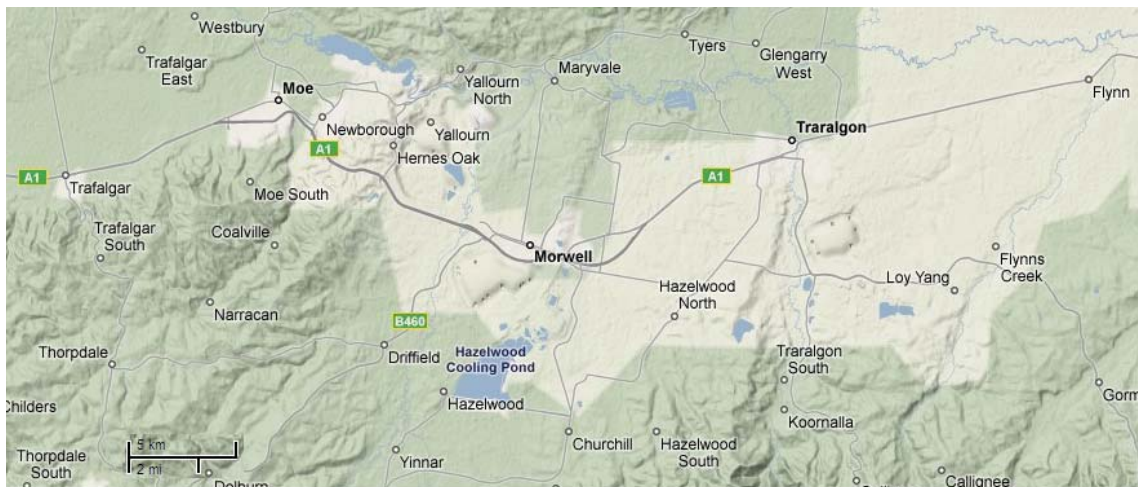 Westbury
Trafalgar
East
Moe
Newborough
A1
Hernes Oak
Yallourn
Yallourn
North
Maryvale
Tyers
Glengarry
West
Flynn
Traralgon
A1
A1
Trafalgar
Moe South
Trafalgar
South
Coalville
Narracan
Morwell
Hazelwood
North
Loy Yang
Flynns
Creek
B460
Thorpdale
Driffield
Hazelwood
Cooling Pond
Hazelwood
Traralgon
South
Koornalla
Gorm
Childers
Churchill
Hazelwood
South
Yinnar
Thorpdale
South
5 km
2 mi
Callignee